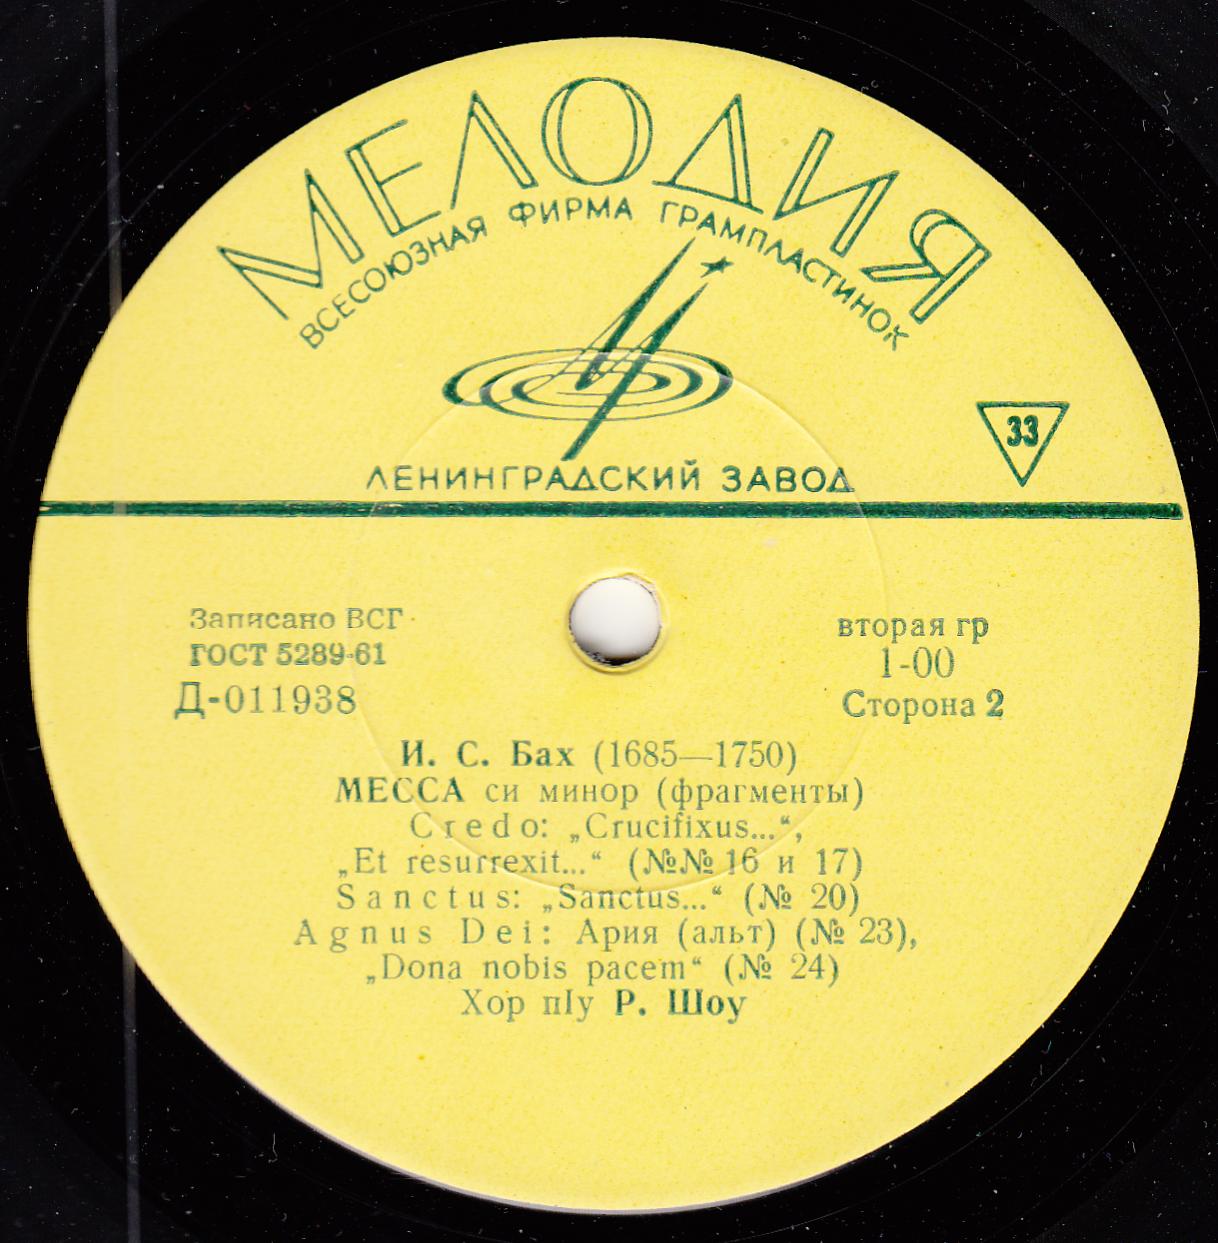 МЕЛОДИЯ
ВСЕСОЮЗНАЯ ФИРМА ГРАМПЛАСТИНОК
33
ЛЕНИНГРАДСКИЙ ЗАВОД
Записано ВСГ
ГОСТ 5289-61
Д-011938
вторая гр
1-00
Сторона 2
И. С. Бах (1685—1750)
МЕССА си минор (фрагменты)
Credo: „Crucifixus...“,
„Et resurrexit...“ (№№ 16 и 17)
Sanctus: „Sanctus...“ (№ 20)
Agnus Dei: Ария (альт) (№ 23),
„Dona nobis pacem“ (№ 24)
Хор п/у Р. Шоу